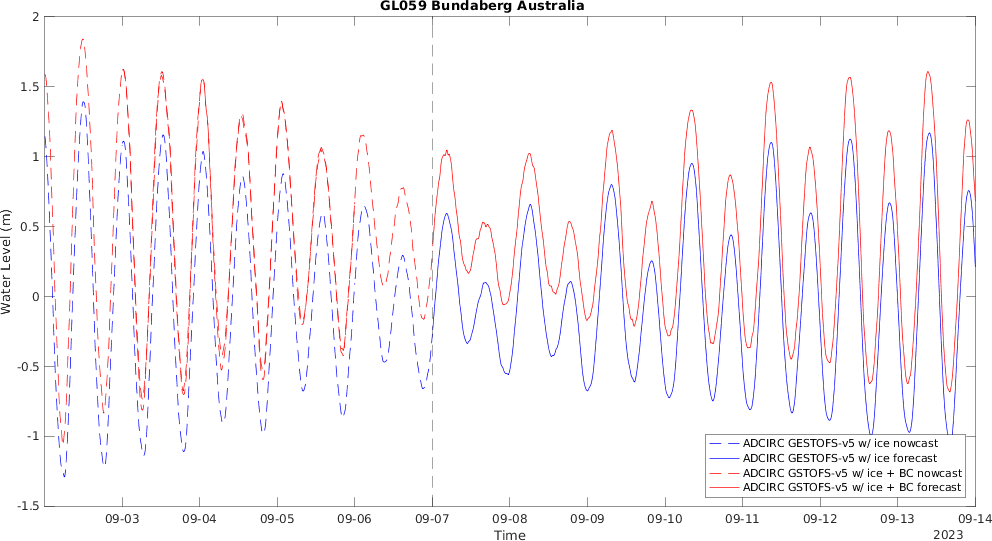 GL059 Bundaberg Australia
Water Level (m)
2
1.5
1
0.5
0
-0.5
-1
-1.5
ADCIRC GESTOFS-v5 w/ ice nowcast
ADCIRC GESTOFS-v5 w/ ice forecast
ADCIRC GSTOFS-v5 w/ ice + BC nowcast
ADCIRC GSTOFS-v5 w/ ice + BC forecast
09-03 09-04 09-05 09-06 09-07 09-08 09-09 09-10 09-11 09-12 09-13 09-14
Time
2023